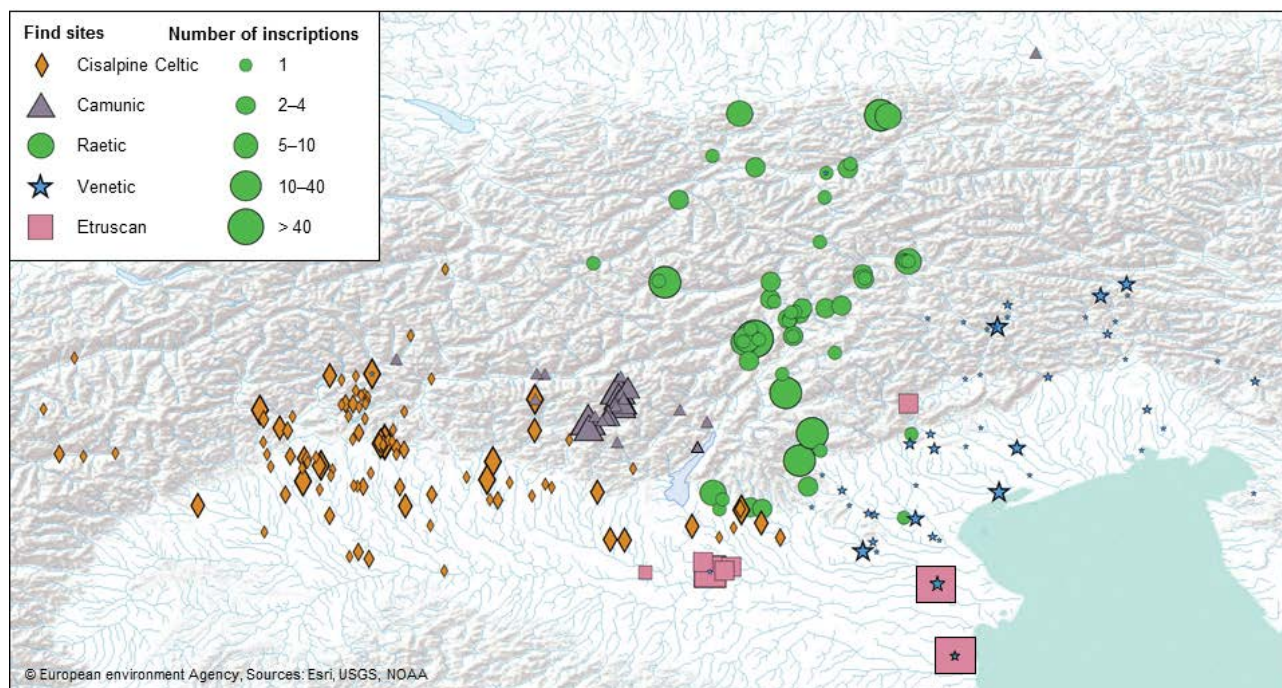 Find sites
Number of inscriptions
Cisalpine Celtic
1
Camunic
2–4
Raetic
5–10
Venetic
10–40
Etruscan
> 40
© European environment Agency, Sources: Esri, USGS, NOAA